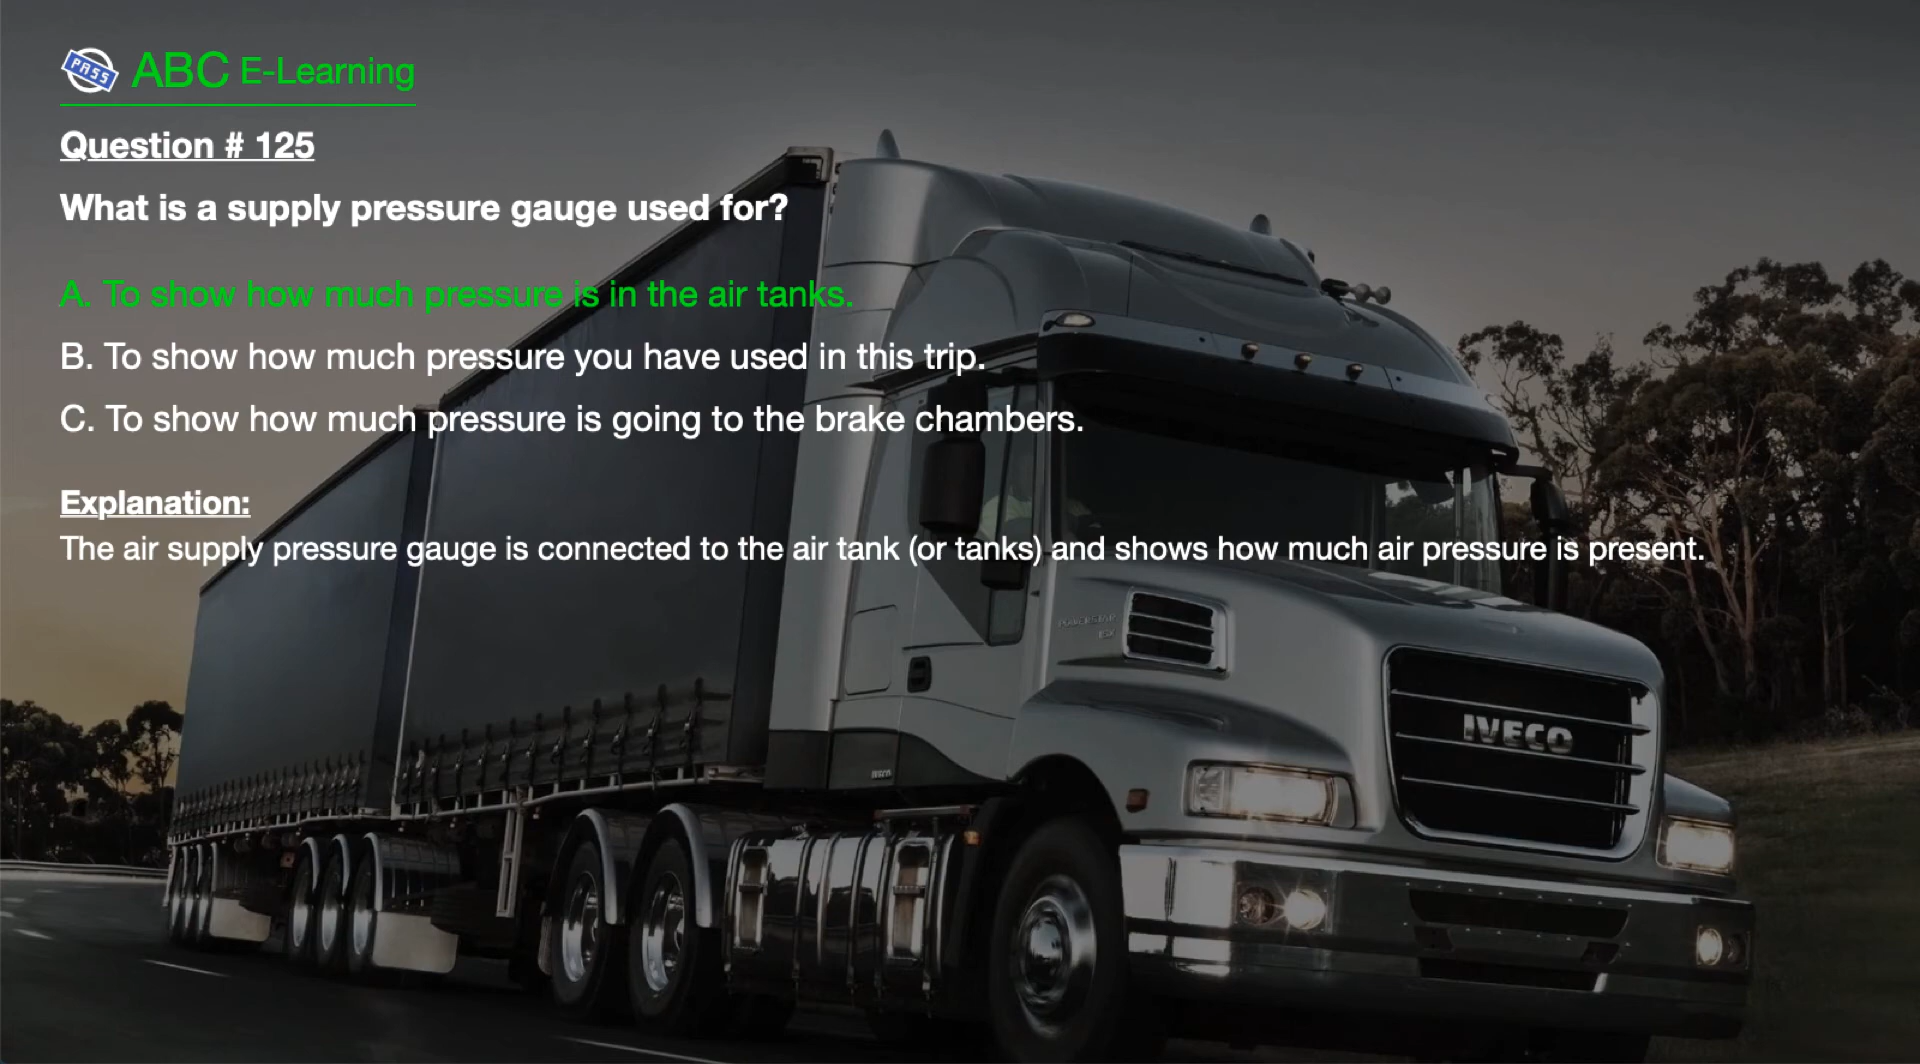 PASS
ABC E-Learning
Question # 125
What is a supply pressure gauge used for?
A. To show how much pressure is in the air tanks.
B. To show how much pressure you have used in this trip.
C. To show how much pressure is going to the brake chambers.
Explanation:
The air supply pressure gauge is connected to the air tank (or tanks) and shows how much air pressure is present.
POWERSTAR
ISX
IVECO
IVECO